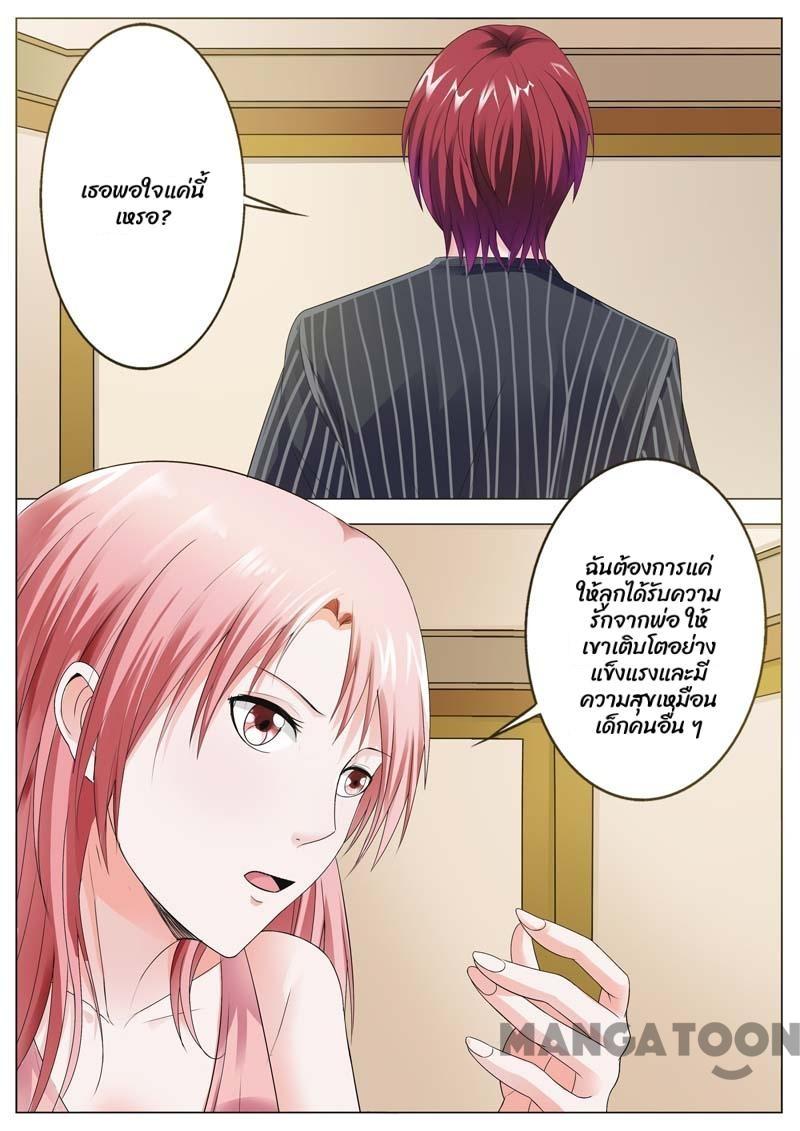 เธอพอใจแค่นี้
เหรอ?
ฉันต้องการแค่
ให้ลูกได้รับความ
รักจากพ่อ ให้
เขาเติบโตอย่าง
แข็งแรงและมี
ความสุขเหมือน
เด็กคนอื่น ๆ
MANGATOON